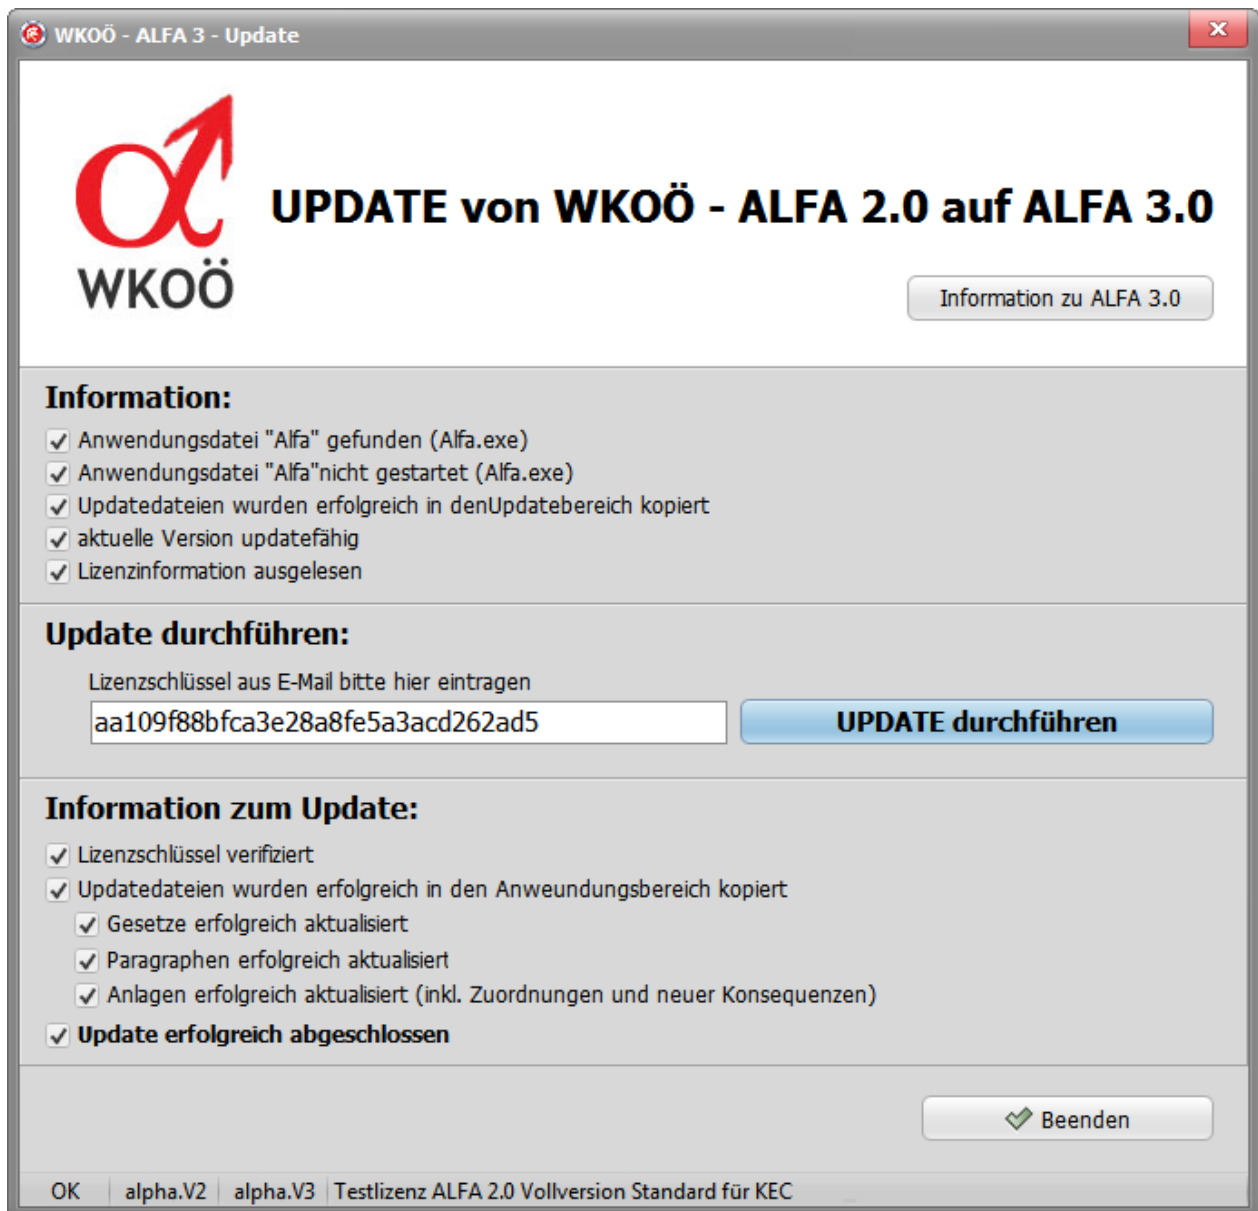 WKOÖ - ALFA 3 - Update
WKOÖ
UPDATE von WKOÖ - ALFA 2.0 auf ALFA 3.0
Information zu ALFA 3.0
Information:
Anwendungsdatei "Alfa" gefunden (Alfa.exe)
Anwendungsdatei "Alfa"nicht gestartet (Alfa.exe)
Updatedateien wurden erfolgreich in denUpdatebereich kopiert
aktuelle Version updatefähig
Lizenzinformation ausgelesen
Update durchführen:
Lizenzschlüssel aus E-Mail bitte hier eintragen
aa109f88bfca3e28a8fe5a3acd262ad5 UPDATE durchführen
Information zum Update:
Lizenzschlüssel verifiziert
Updatedateien wurden erfolgreich in den Anweundungsbereich kopiert
Gesetze erfolgreich aktualisiert
Paragraphen erfolgreich aktualisiert
Anlagen erfolgreich aktualisiert (inkl. Zuordnungen und neuer Konsequenzen)
Update erfolgreich abgeschlossen
Beenden
OK alpha.V2 alpha.V3 Testlizenz ALFA 2.0 Vollversion Standard für KEC